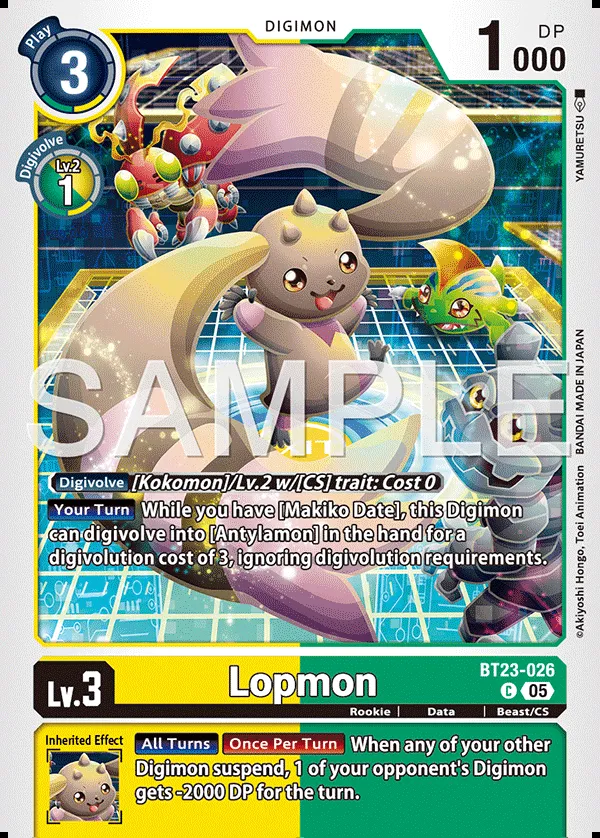 DIGIMON
Play
3
DP
1000
Digivolve
Lv.2
1
YAMURETSU
SAMPLE
©Akiyoshi Hongo, Toei Animation BANDAI MADE IN JAPAN
Digivolve [Kokomon]/Lv.2 w/[CS] trait: Cost 0
Your Turn While you have [Makiko Date], this Digimon
can digivolve into [Antylamon] in the hand for a
digivolution cost of 3, ignoring digivolution requirements.
Lv.3
Lopmon
BT23-026
C 05
Rookie | Data | Beast/CS
Inherited Effect
All Turns Once Per Turn When any of your other
Digimon suspend, 1 of your opponent's Digimon
gets -2000 DP for the turn.